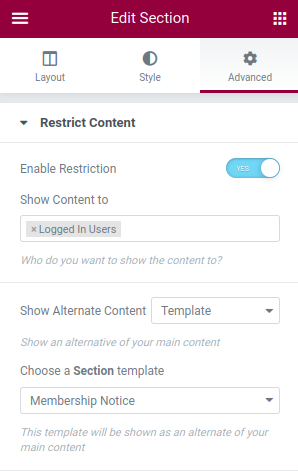 Edit Section
Layout
Style
Advanced
Restrict Content
Enable Restriction
YES
Show Content to
× Logged In Users
Who do you want to show the content to?
Show Alternate Content
Template
Show an alternative of your main content
Choose a Section template
Membership Notice
This template will be shown as an alternate of your
main content